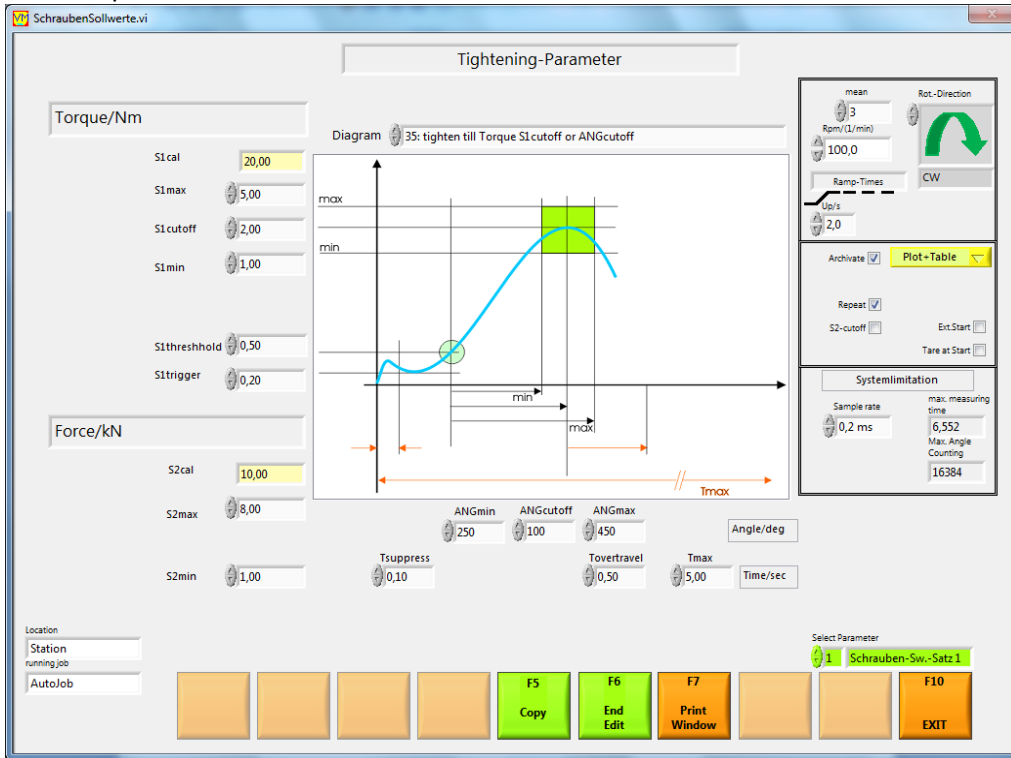 SchraubenSollwerte.vi
Tightening-Parameter
Torque/Nm
Diagram 35: tighten till Torque S1cutoff or ANGcutoff
S1cal 20,00
S1max 5,00
S1cutoff 2,00
S1min 1,00
S1threshhold 0,50
S1trigger 0,20
max
min
min
max
Tmax
Force/kN
S2cal 10,00
S2max 8,00
S2min 1,00
ANGmin ANGcutoff ANGmax
250 100 450 Angle/deg
Tsuppress Tovertravel Tmax
0,10 0,50 5,00 Time/sec
mean Rot.-Direction
3
Rpm/(1/min)
100,0
Ramp-Times CW
Up/s
2,0
Archivate Plot+Table
Repeat
S2-cutoff Ext.Start
Tare at Start
Systemlimitation
Sample rate max. measuring
time
0,2 ms 6,552
Max. Angle
Counting
16384
Location
Station
running job
AutoJob
Select Parameter
1 Schrauben-Sw.-Satz 1
F5 F6 F7 F10
Copy End Print EXIT
Edit Window